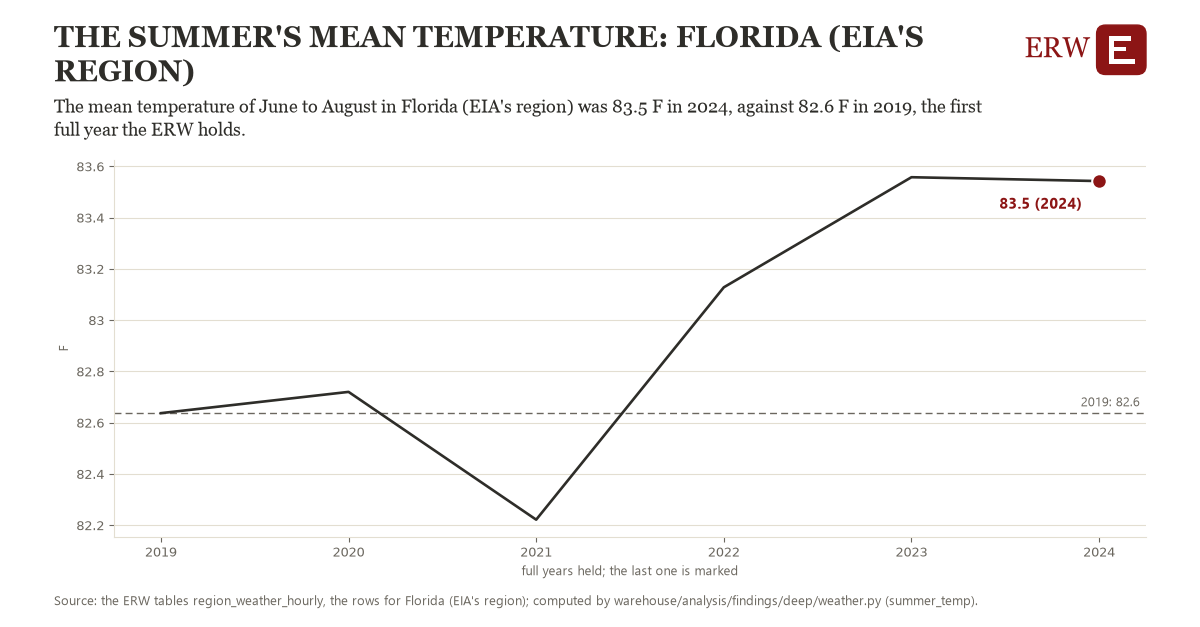 THE SUMMER'S MEAN TEMPERATURE: FLORIDA (EIA'S
REGION)
ERW E
The mean temperature of June to August in Florida (EIA's region) was 83.5 F in 2024, against 82.6 F in 2019, the first
full year the ERW holds.
83.6
83.4
83.2
83
82.8
82.6
82.4
82.2
F
83.5 (2024)
2019: 82.6
2019 2020 2021 2022 2023 2024
full years held; the last one is marked
Source: the ERW tables region_weather_hourly, the rows for Florida (EIA's region); computed by warehouse/analysis/findings/deep/weather.py (summer_temp).